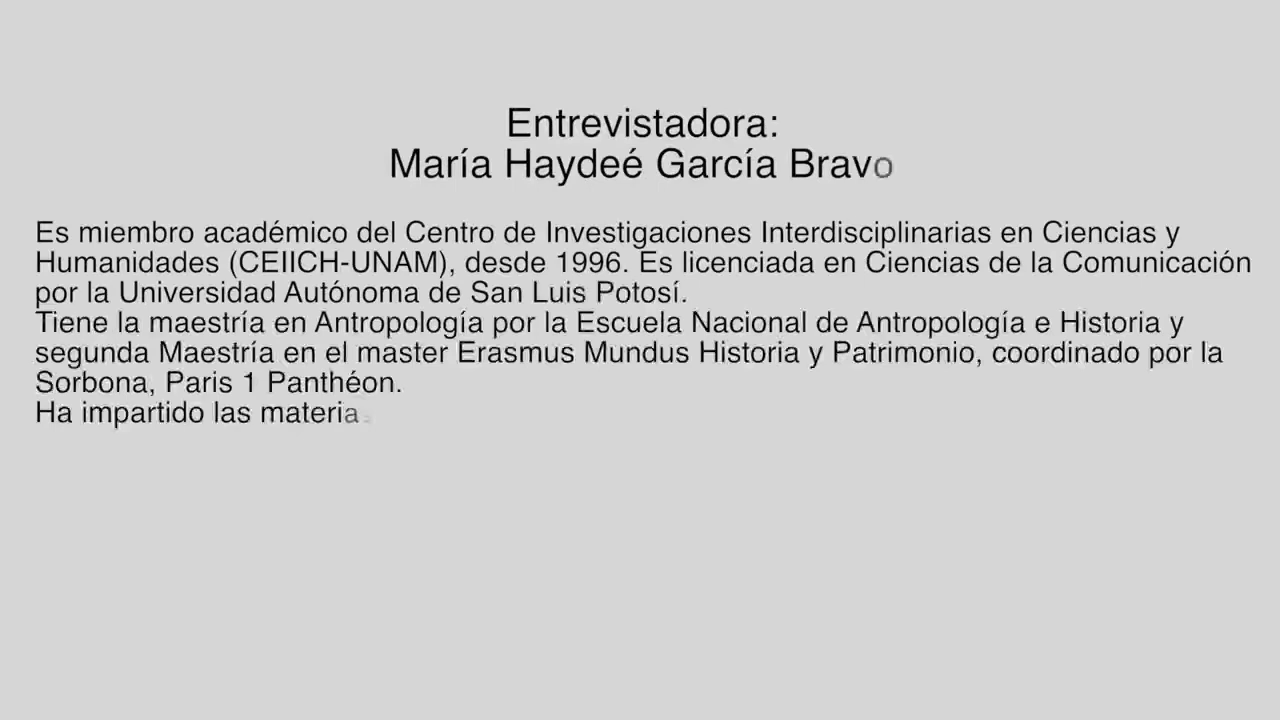 Entrevistadora:
María Haydeé García Bravo
Es miembro académico del Centro de Investigaciones Interdisciplinarias en Ciencias y
Humanidades (CEIICH-UNAM), desde 1996. Es licenciada en Ciencias de la Comunicación
por la Universidad Autónoma de San Luis Potosí.
Tiene la maestría en Antropología por la Escuela Nacional de Antropología e Historia y
segunda Maestría en el master Erasmus Mundus Historia y Patrimonio, coordinado por la
Sorbona, Paris 1 Panthéon.
Ha impartido las materias